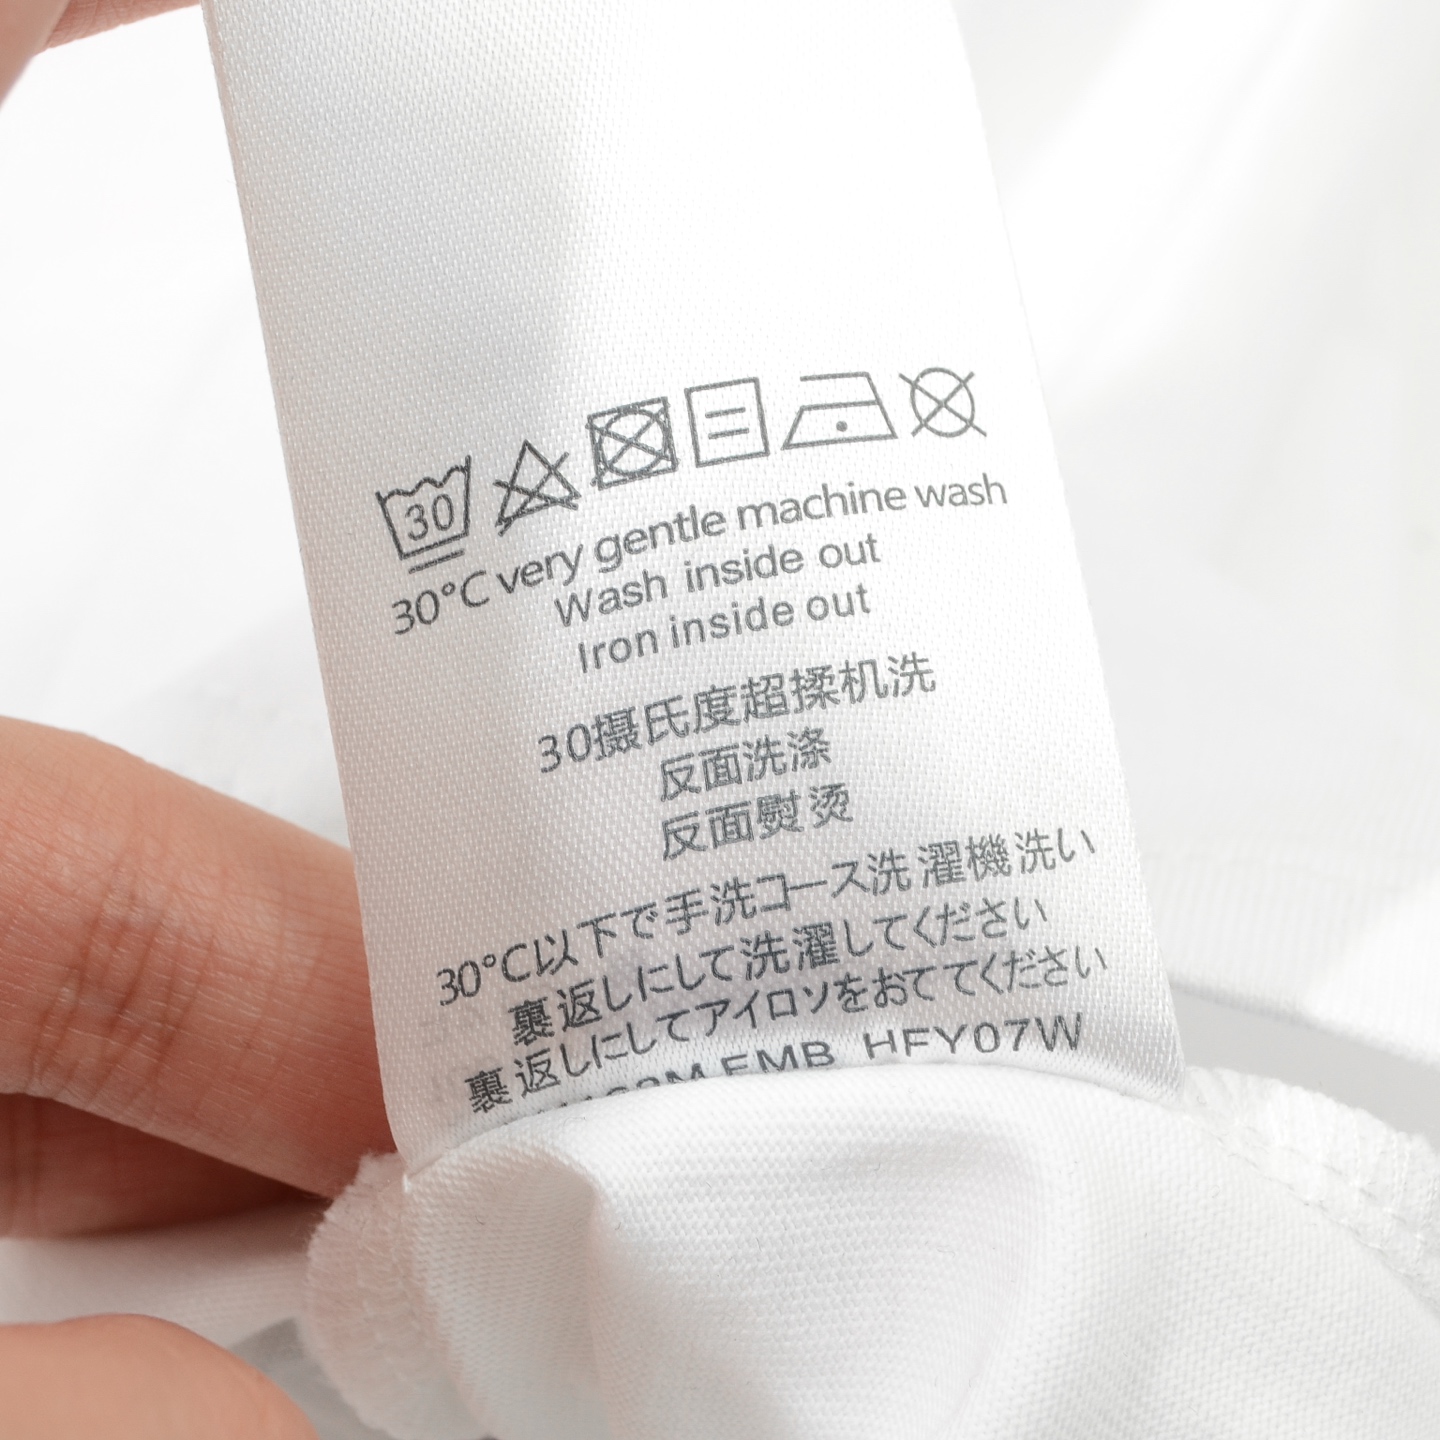 30
30°C very gentle machine wash
Wash inside out
Iron inside out
30摄氏度超揉机洗
反面洗涤
反面熨烫
30°C以下で手洗コース洗濯機洗い
裏返しにして洗濯してください
裏返しにしてアイロソをおててください
EMB HFY07W